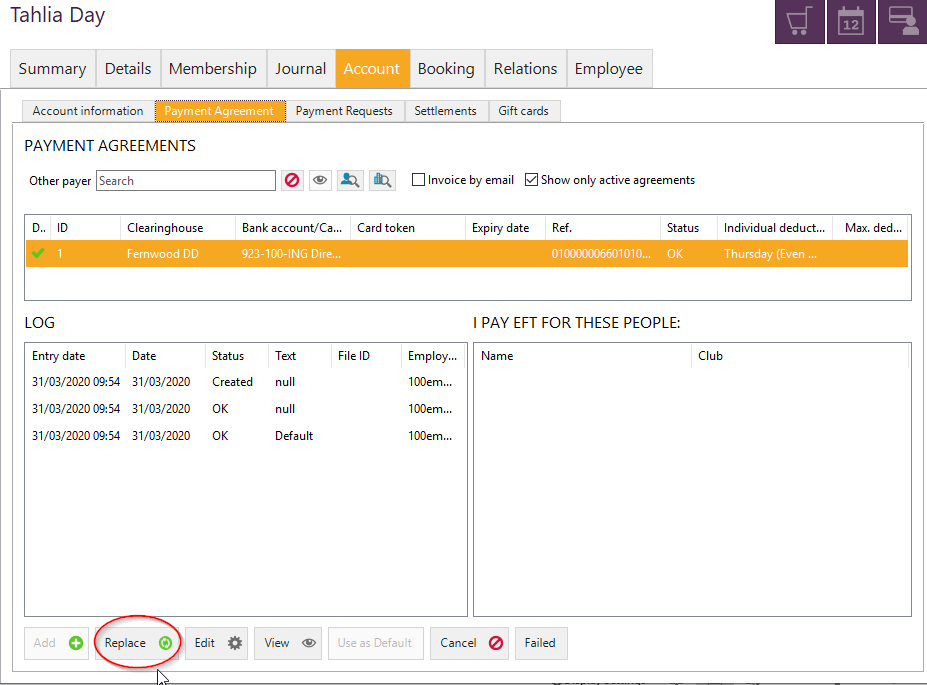 Tahlia Day
12
Summary Details Membership Journal Account Booking Relations Employee
Account information Payment Agreement Payment Requests Settlements Gift cards
PAYMENT AGREEMENTS
Other payer Search Invoice by email Show only active agreements
D.. ID Clearinghouse Bank account/Ca... Card token Expiry date Ref. Status Individual deduct... Max. ded...
1 Fernwood DD 923-100-ING Dire... 010000006601010... OK Thursday (Even ...
LOG I PAY EFT FOR THESE PEOPLE:
Entry date Date Status Text File ID Employ... Name Club
31/03/2020 09:54 31/03/2020 Created null 100em...
31/03/2020 09:54 31/03/2020 OK null 100em...
31/03/2020 09:54 31/03/2020 OK Default 100em...
Add Replace Edit View Use as Default Cancel Failed